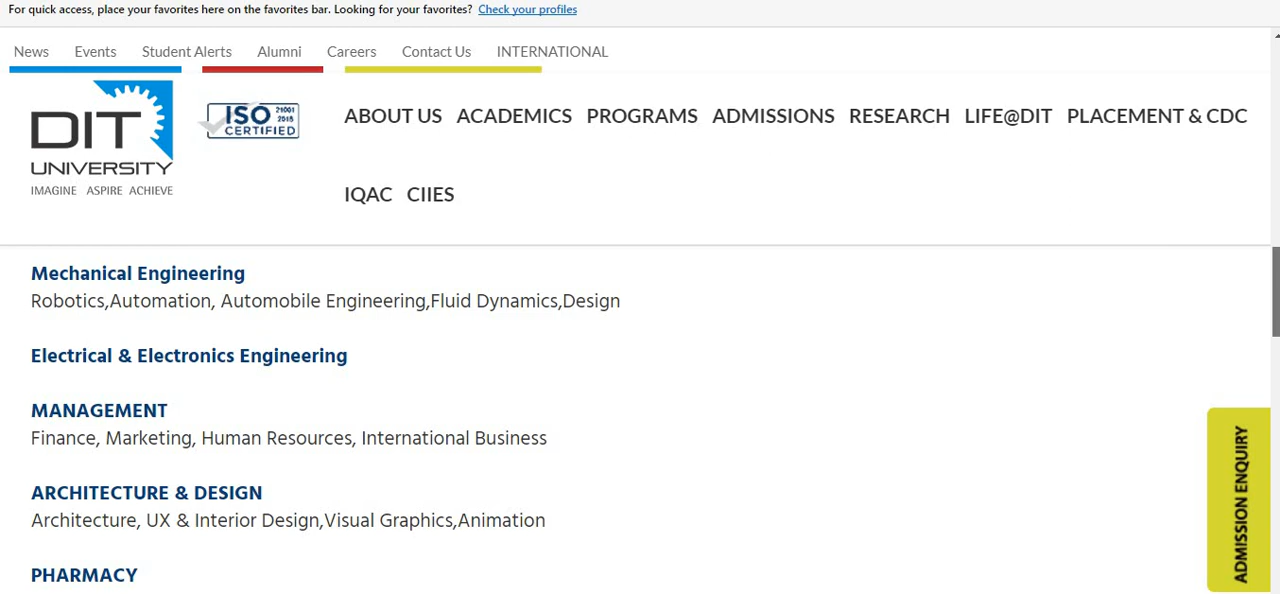 For quick access, place your favorites here on the favorites bar. Looking for your favorites? Check your profiles
News Events Student Alerts Alumni Careers Contact Us INTERNATIONAL
DIT
UNIVERSITY
IMAGINE ASPIRE ACHIEVE
ISO 21001 2018
CERTIFIED
ABOUT US ACADEMICS PROGRAMS ADMISSIONS RESEARCH LIFE@DIT PLACEMENT & CDC
IQAC CIIES
Mechanical Engineering
Robotics,Automation, Automobile Engineering,Fluid Dynamics,Design
Electrical & Electronics Engineering
MANAGEMENT
Finance, Marketing, Human Resources, International Business
ARCHITECTURE & DESIGN
Architecture, UX & Interior Design,Visual Graphics,Animation
PHARMACY
ADMISSION ENQUIRY